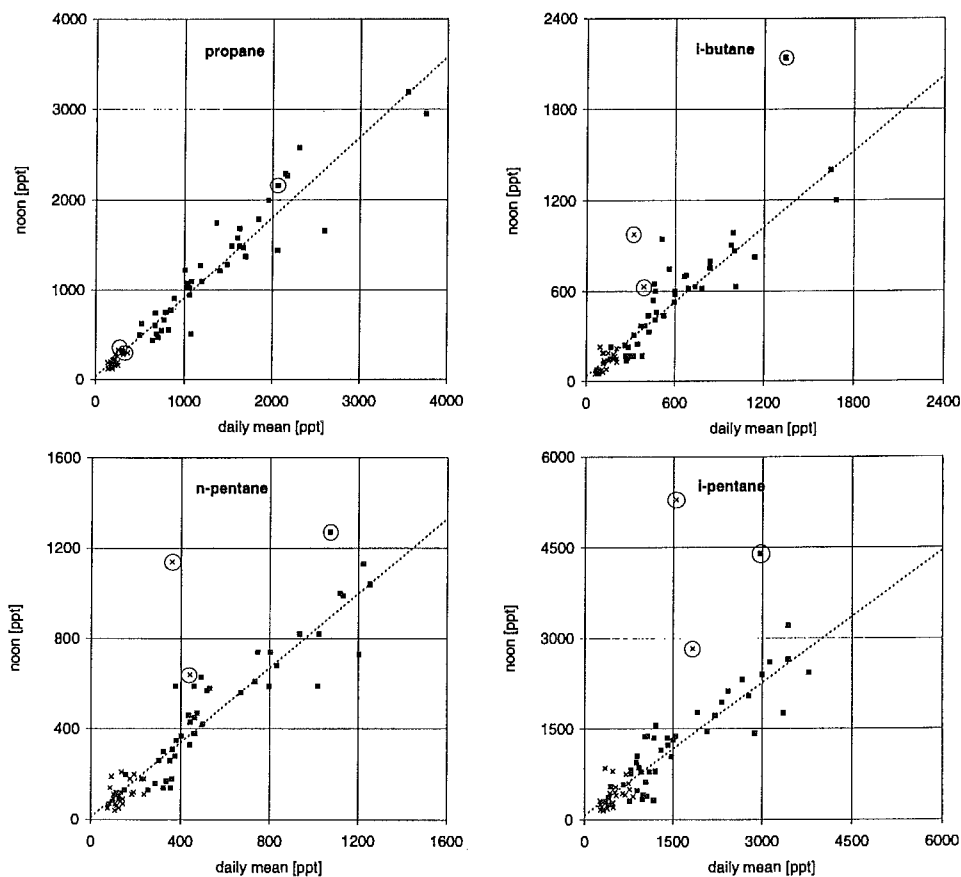 propane
4000
3000
2000
1000
0
noon [ppt]
0 1000 2000 3000 4000
daily mean [ppt]
i-butane
2400
1800
1200
600
0
noon [ppt]
0 600 1200 1800 2400
daily mean [ppt]
n-pentane
1600
1200
800
400
0
noon [ppt]
0 400 800 1200 1600
daily mean [ppt]
i-pentane
6000
4500
3000
1500
0
noon [ppt]
0 1500 3000 4500 6000
daily mean [ppt]